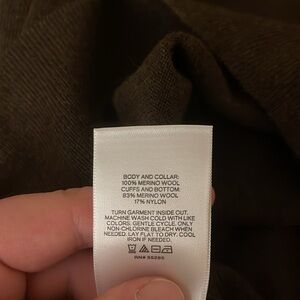 BODY AND COLLAR:
100% MERINO WOOL
CUFFS AND BOTTOM:
83% MERINO WOOL
17% NYLON
TURN GARMENT INSIDE OUT.
MACHINE WASH COLD WITH LIKE
COLORS. GENTLE CYCLE. ONLY
NON-CHLORINE BLEACH WHEN
NEEDED. LAY FLAT TO DRY. COOL
IRON IF NEEDED.
RN# 55285